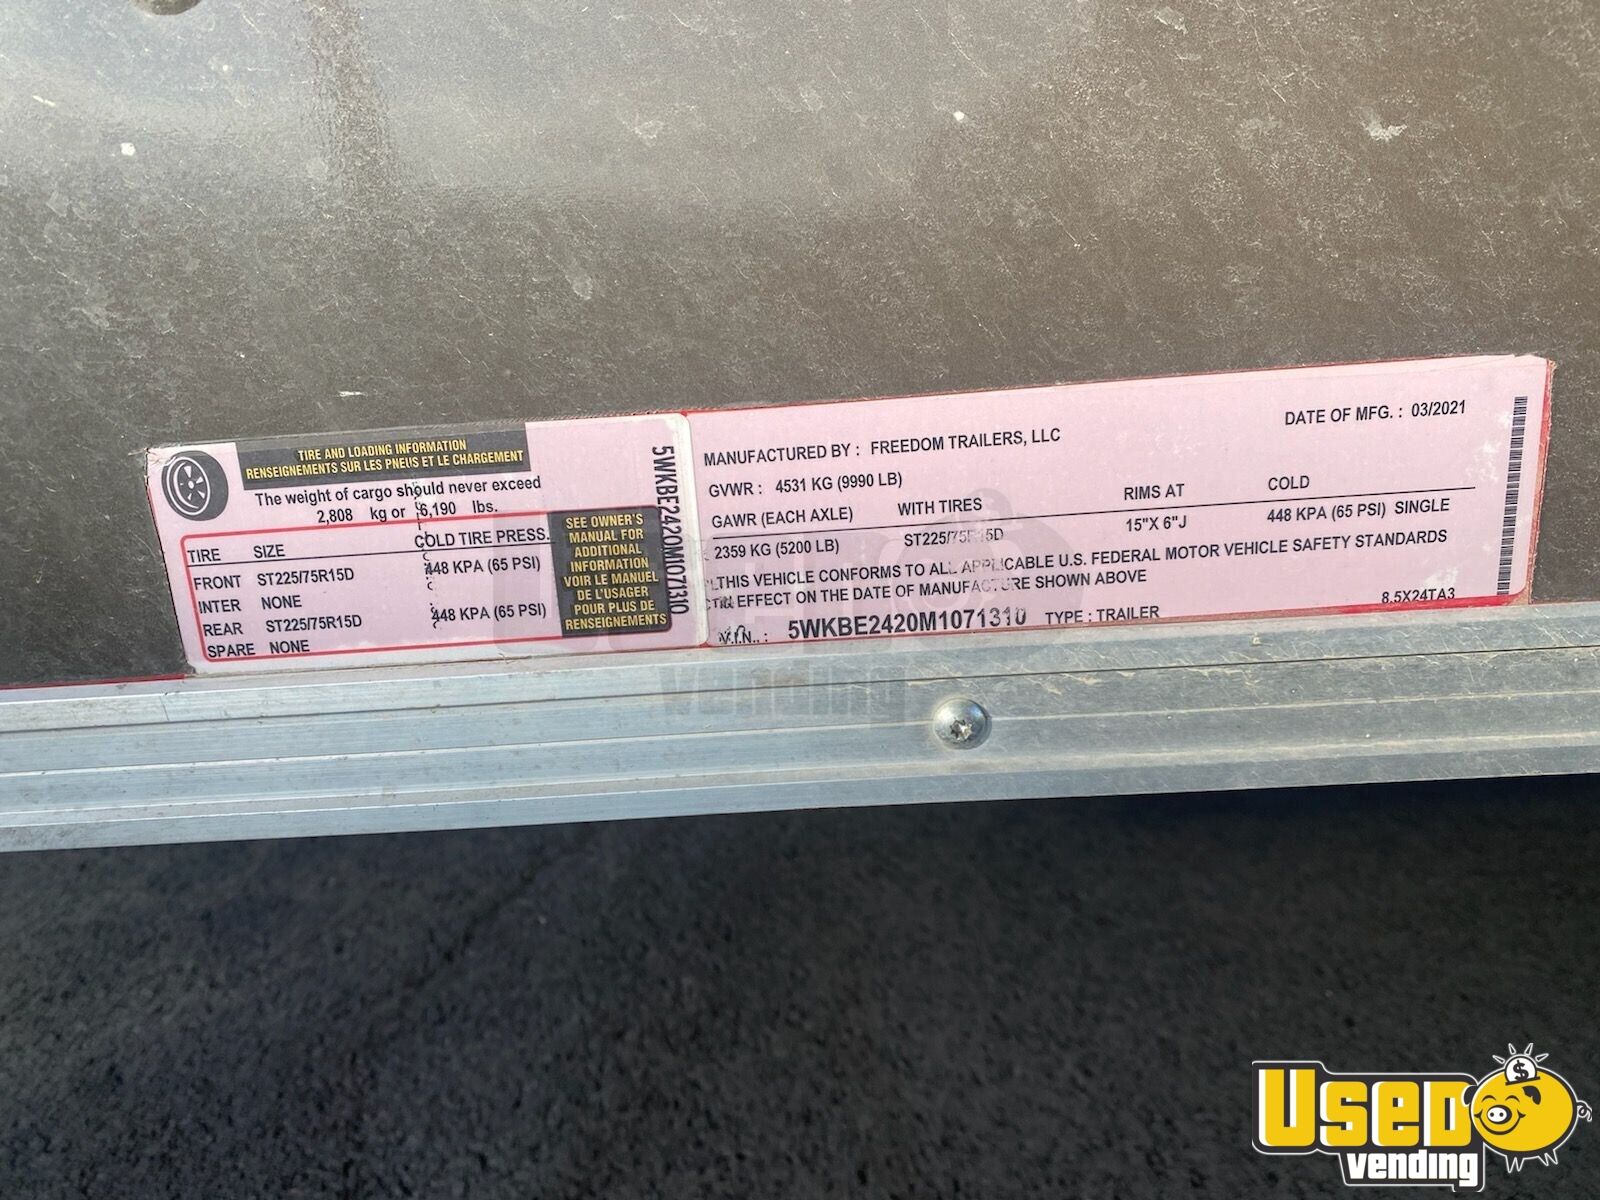 TIRE AND LOADING INFORMATION
RENSEIGNEMENTS SUR LES PNEUS ET LE CHARGEMENT
The weight of cargo should never exceed
2,808 kg or 6,190 lbs.
TIRE SIZE COLD TIRE PRESS.
FRONT ST225/75R15D 448 KPA (65 PSI)
INTER NONE
REAR ST225/75R15D 448 KPA (65 PSI)
SPARE NONE
SEE OWNER'S
MANUAL FOR
ADDITIONAL
INFORMATION
VOIR LE MANUEL
DE L'USAGER
POUR PLUS DE
RENSEIGNEMENTS
5WKBE2420M1071310
MANUFACTURED BY : FREEDOM TRAILERS, LLC DATE OF MFG. : 03/2021
GVWR : 4531 KG (9990 LB)
GAWR (EACH AXLE) WITH TIRES RIMS AT COLD
2359 KG (5200 LB) ST225/75R15D 15"X 6"J 448 KPA (65 PSI) SINGLE
THIS VEHICLE CONFORMS TO ALL APPLICABLE U.S. FEDERAL MOTOR VEHICLE SAFETY STANDARDS
IN EFFECT ON THE DATE OF MANUFACTURE SHOWN ABOVE
V.I.N.. : 5WKBE2420M1071310 TYPE : TRAILER 8.5X24TA3
vending
USED
vending